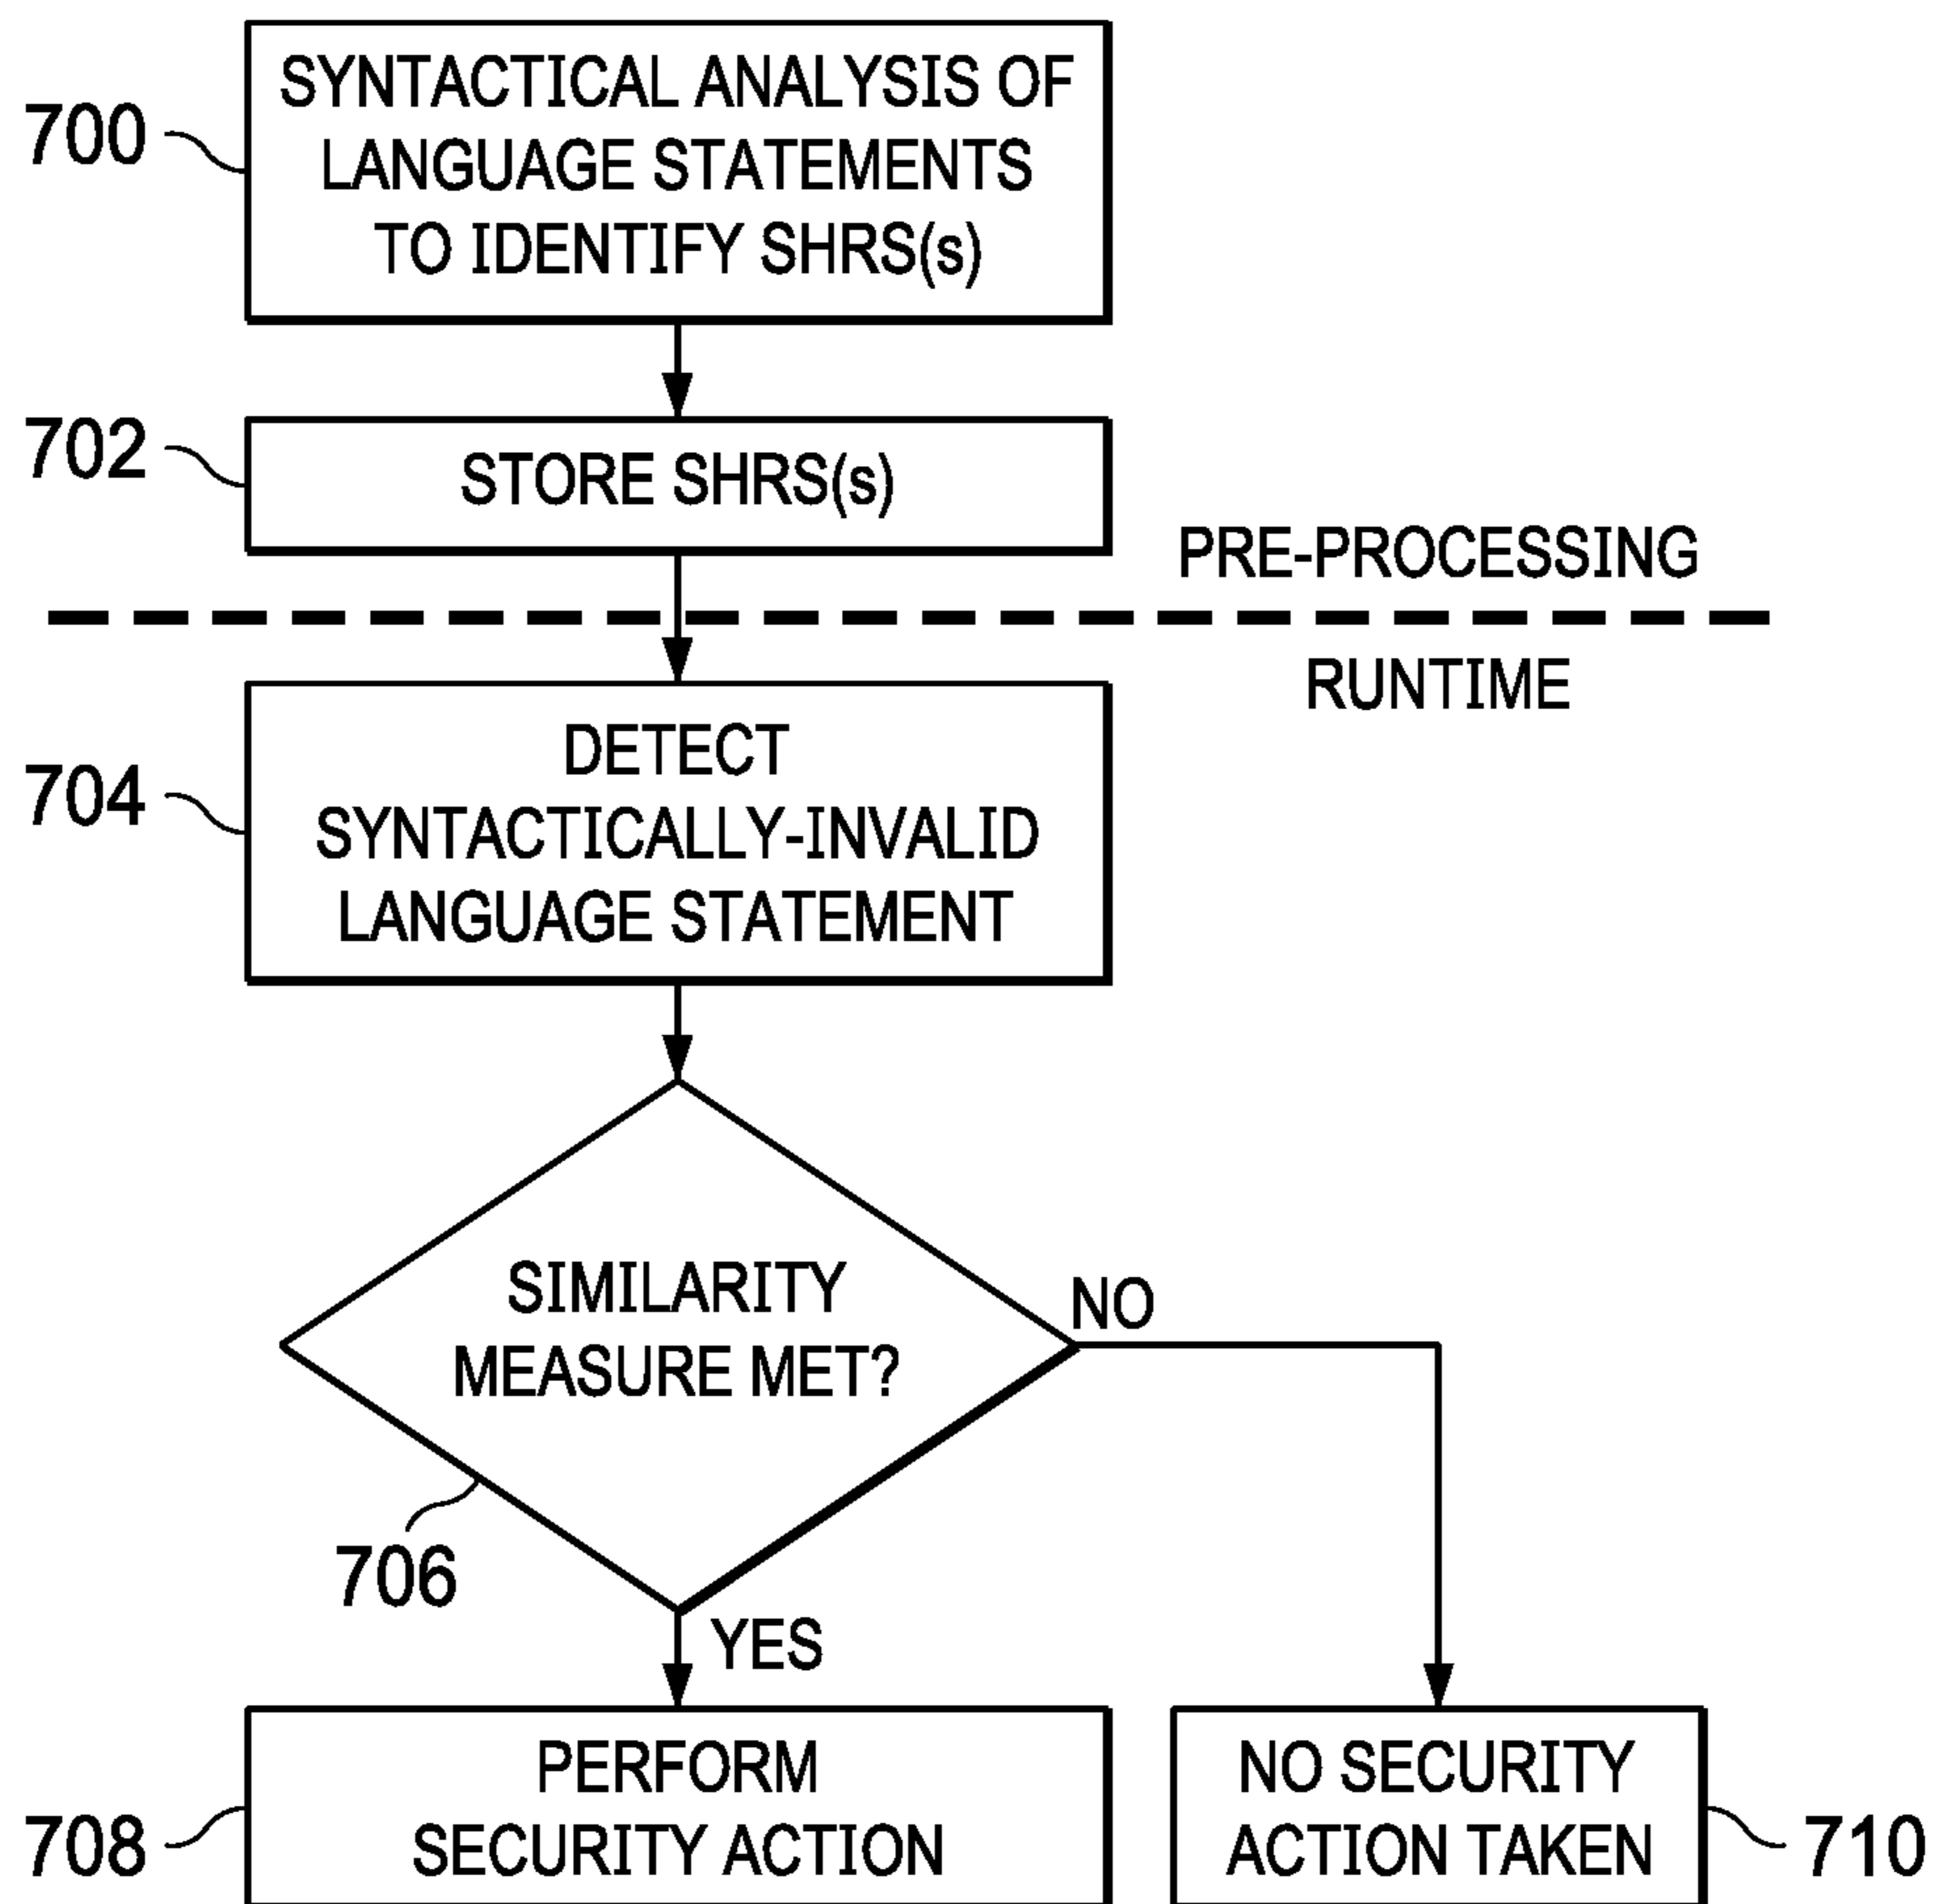 700
SYNTACTICAL ANALYSIS OF
LANGUAGE STATEMENTS
TO IDENTIFY SHRS(s)
702
STORE SHRS(s)
PRE-PROCESSING
RUNTIME
704
DETECT
SYNTACTICALLY-INVALID
LANGUAGE STATEMENT
SIMILARITY
MEASURE MET?
NO
706
YES
708
PERFORM
SECURITY ACTION
NO SECURITY
ACTION TAKEN
710